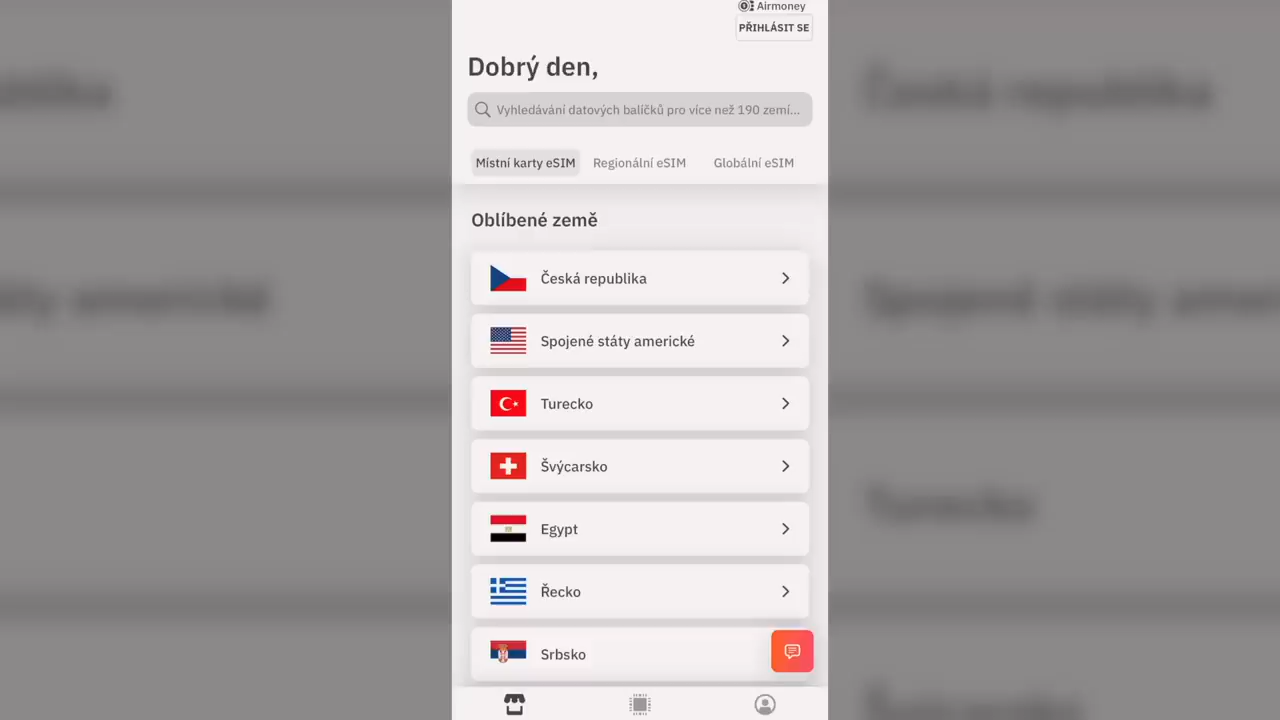 Airmoney
PŘIHLÁSIT SE
Dobrý den,
Vyhledávání datových balíčků pro více než 190 zemí...
Místní karty eSIM
Regionální eSIM
Globální eSIM
Oblíbené země
Česká republika
Spojené státy americké
Turecko
Švýcarsko
Egypt
Řecko
Srbsko